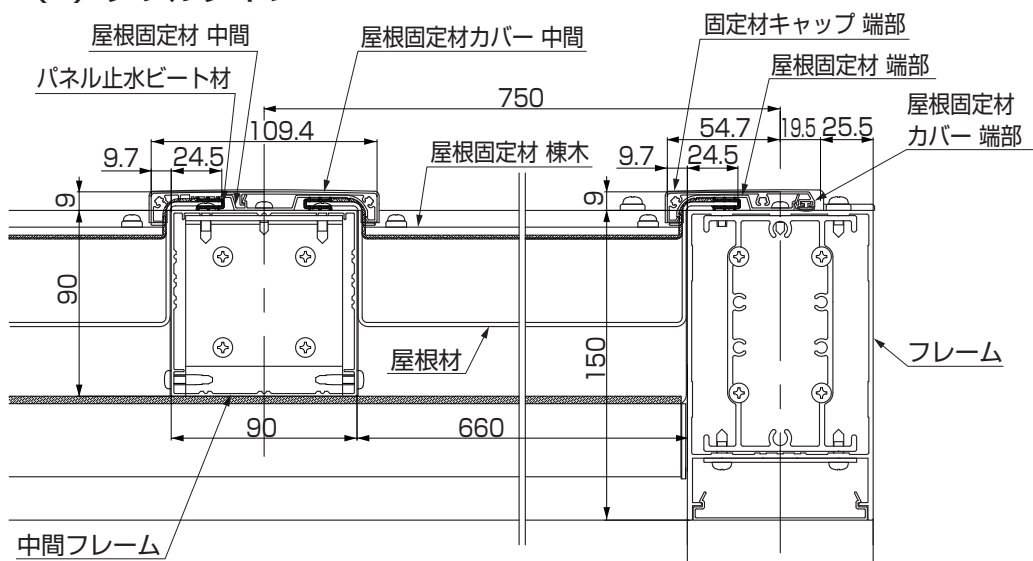 屋根固定材 中間
屋根固定材カバー 中間
固定材キャップ 端部
パネル止水ビート材
屋根固定材 端部
750
屋根固定材
カバー 端部
109.4
54.7
19.5
25.5
9.7
24.5
屋根固定材 棟木
9.7
24.5
9
9
90
150
屋根材
フレーム
90
660
中間フレーム